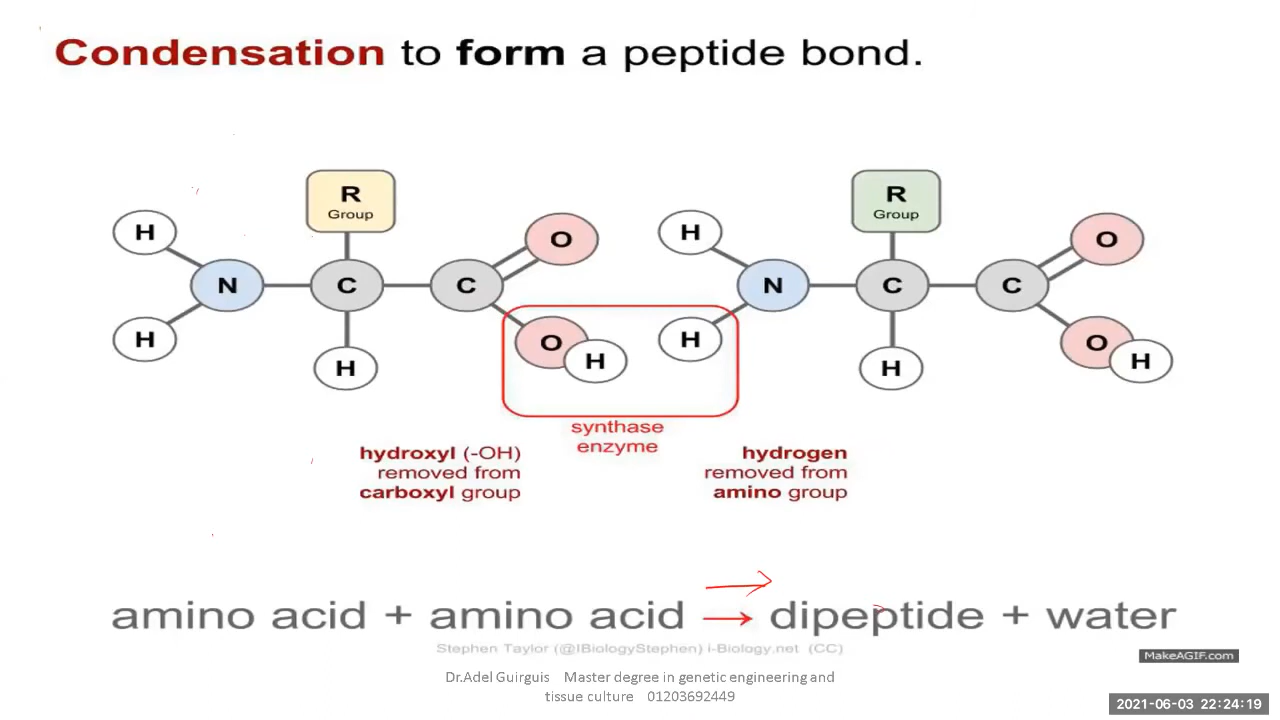 Condensation to form a peptide bond.
R
Group
R
Group
H
O
H
O
N
C
C
N
C
C
H
O
H
H
O
H
H
H
synthase
enzyme
hydroxyl (-OH)
removed from
carboxyl group
hydrogen
removed from
amino group
amino acid + amino acid → dipeptide + water
Stephen Taylor (@IBiologyStephen) i-Biology.net (CC)
MakeAGIF.com
Dr.Adel Guirguis Master degree in genetic engineering and
tissue culture 01203692449
2021-06-03 22:24:19